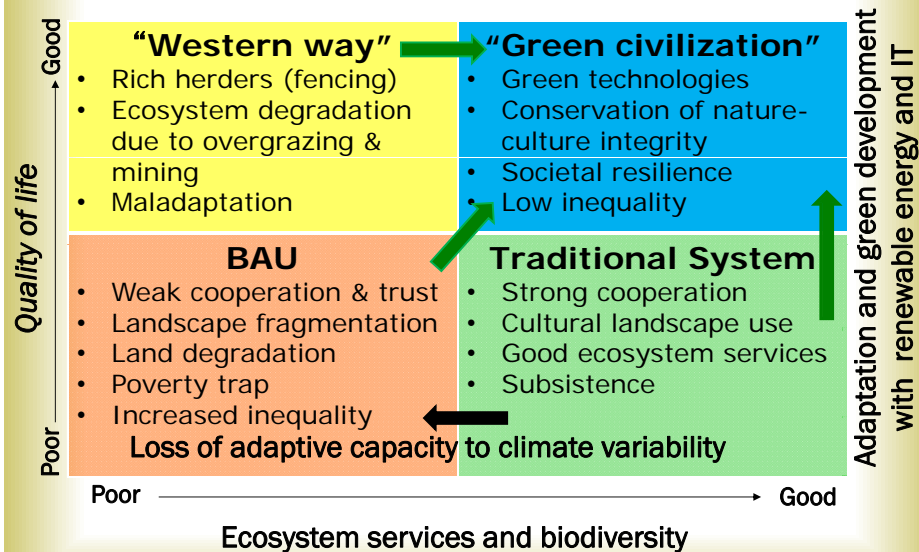 Good
Quality of life
Poor
“Western way”
• Rich herders (fencing)
• Ecosystem degradation
due to overgrazing &
mining
• Maladaptation
“Green civilization”
• Green technologies
• Conservation of nature-
culture integrity
• Societal resilience
• Low inequality
BAU
• Weak cooperation & trust
• Landscape fragmentation
• Land degradation
• Poverty trap
• Increased inequality
Traditional System
• Strong cooperation
• Cultural landscape use
• Good ecosystem services
• Subsistence
Loss of adaptive capacity to climate variability
Adaptation and green development
with renewable energy and IT
Poor
Good
Ecosystem services and biodiversity